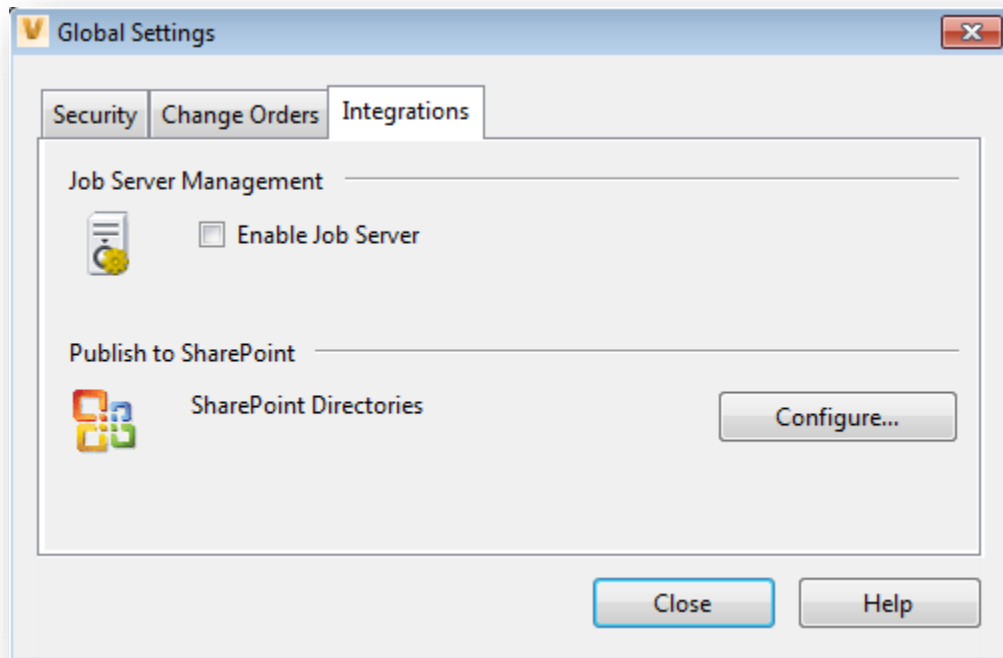 Global Settings
Security
Change Orders
Integrations
Job Server Management
Enable Job Server
Publish to SharePoint
SharePoint Directories
Configure...
Close
Help